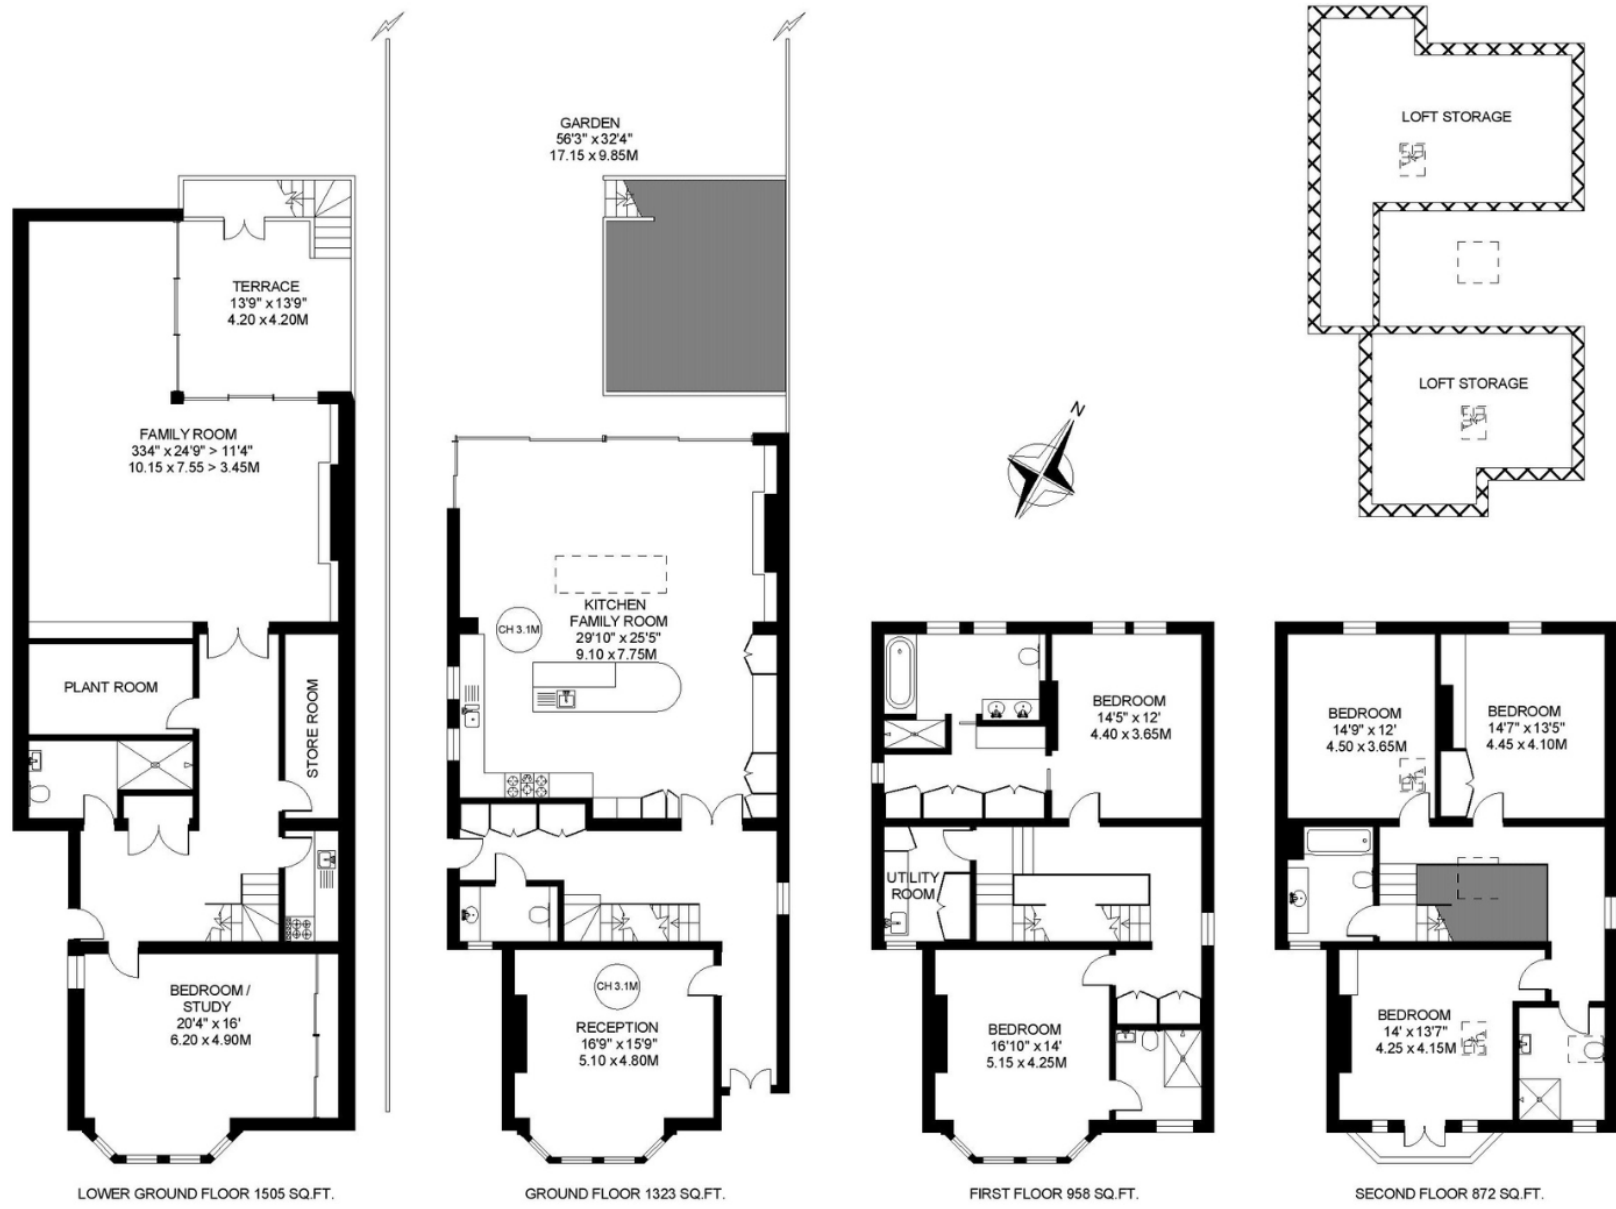 GARDEN
56'3" x 32'4"
17.15 x 9.85M
TERRACE
13'9" x 13'9"
4.20 x 4.20M
FAMILY ROOM
334" x 24'9" > 11'4"
10.15 x 7.55 > 3.45M
PLANT ROOM
STORE ROOM
BEDROOM /
STUDY
20'4" x 16'
6.20 x 4.90M
LOWER GROUND FLOOR 1505 SQ.FT.
CH 3.1M
KITCHEN
FAMILY ROOM
29'10" x 25'5"
9.10 x 7.75M
CH 3.1M
RECEPTION
16'9" x 15'9"
5.10 x 4.80M
GROUND FLOOR 1323 SQ.FT.
N
BEDROOM
14'5" x 12'
4.40 x 3.65M
UTILITY
ROOM
BEDROOM
16'10" x 14'
5.15 x 4.25M
FIRST FLOOR 958 SQ.FT.
LOFT STORAGE
LOFT STORAGE
BEDROOM
14'9" x 12'
4.50 x 3.65M
BEDROOM
14'7" x 13'5"
4.45 x 4.10M
BEDROOM
14' x 13'7"
4.25 x 4.15M
SECOND FLOOR 872 SQ.FT.